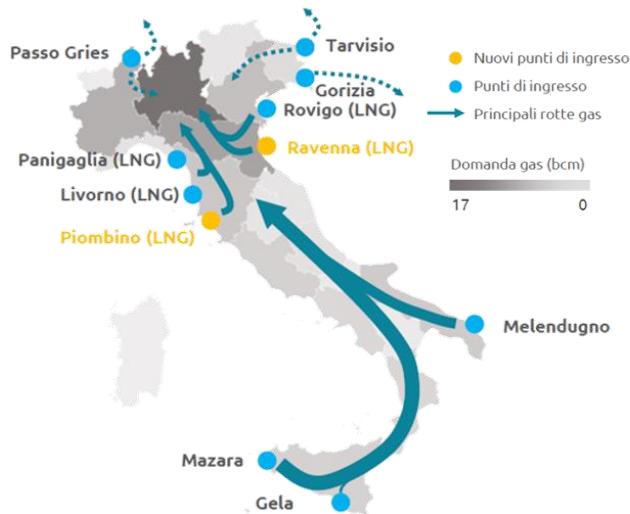 Passo Gries
Tarvisio
Gorizia
Rovigo (LNG)
Ravenna (LNG)
Panigaglia (LNG)
Livorno (LNG)
Piombino (LNG)
Melendugno
Mazara
Gela
Nuovi punti di ingresso
Punti di ingresso
Principali rotte gas
Domanda gas (bcm)
17 0